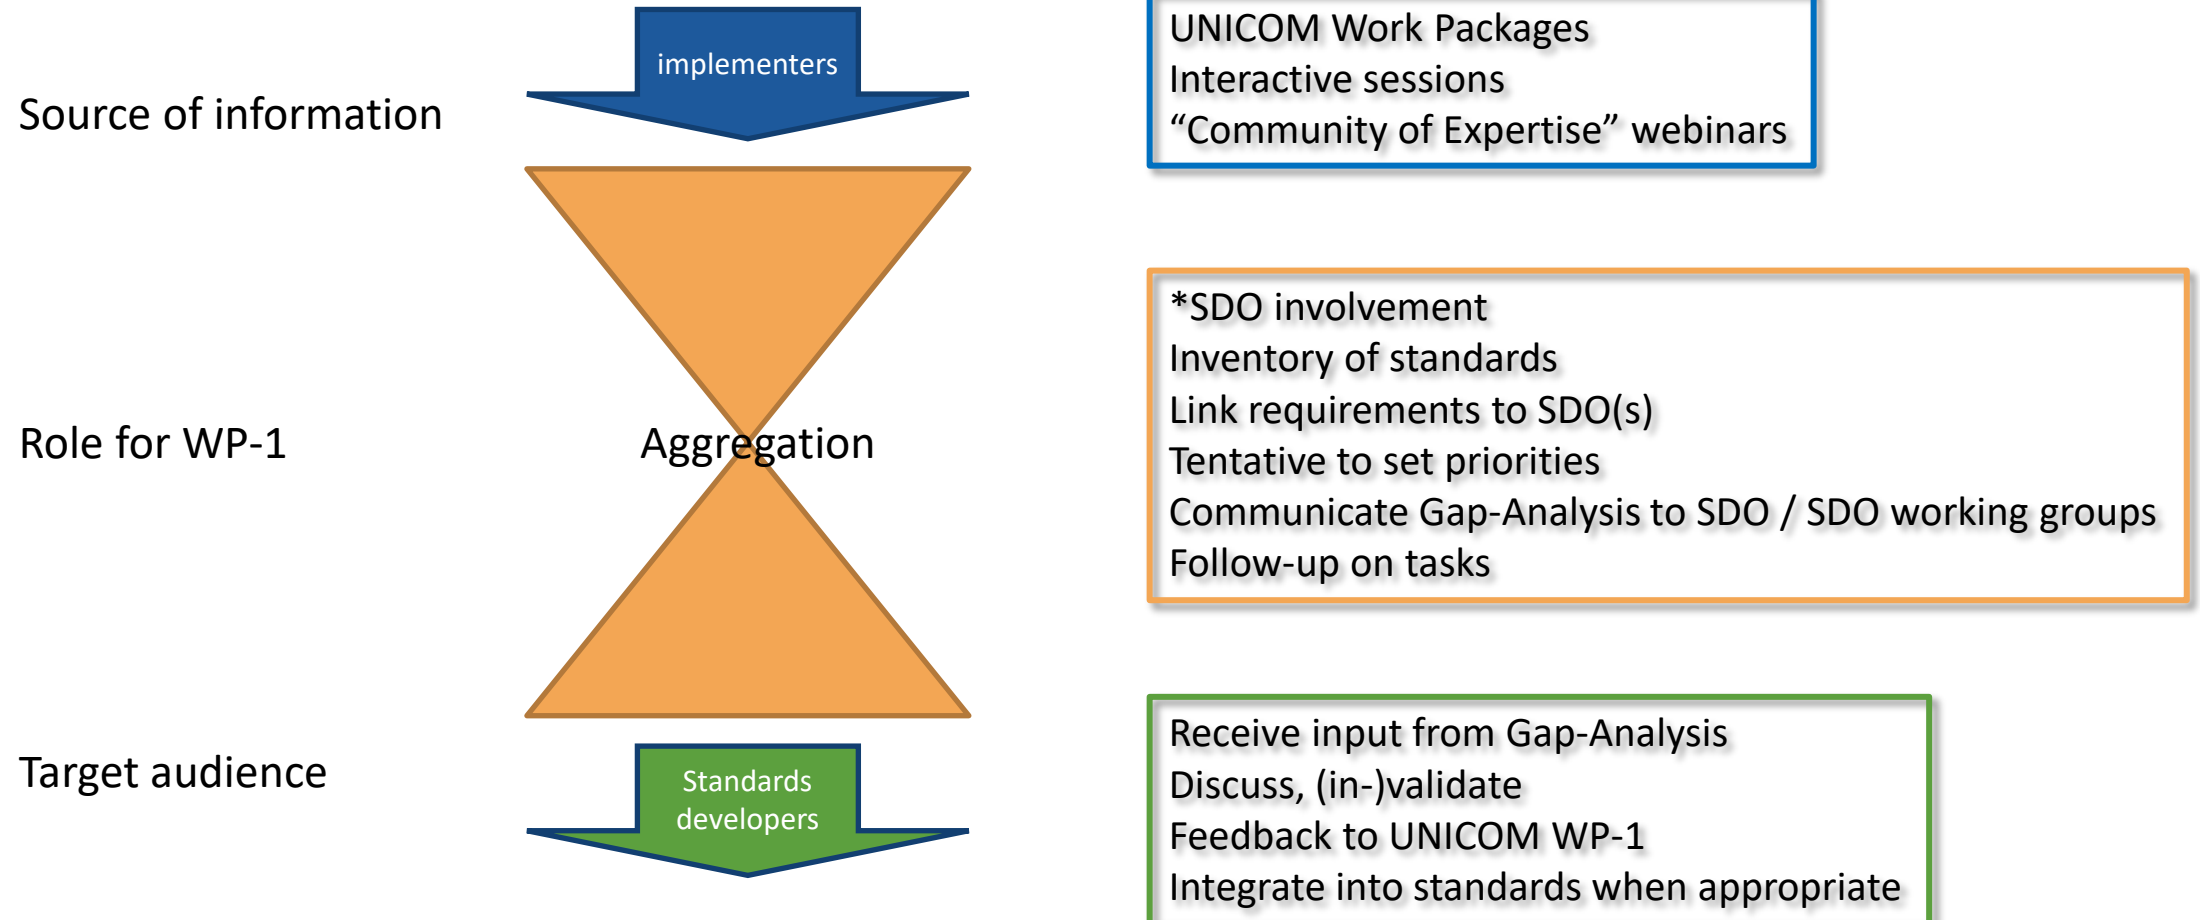 implementers
Source of information
UNICOM Work Packages
Interactive sessions
“Community of Expertise” webinars
Role for WP-1
Aggregation
*SDO involvement
Inventory of standards
Link requirements to SDO(s)
Tentative to set priorities
Communicate Gap-Analysis to SDO / SDO working groups
Follow-up on tasks
Target audience
Standards
developers
Receive input from Gap-Analysis
Discuss, (in-)validate
Feedback to UNICOM WP-1
Integrate into standards when appropriate